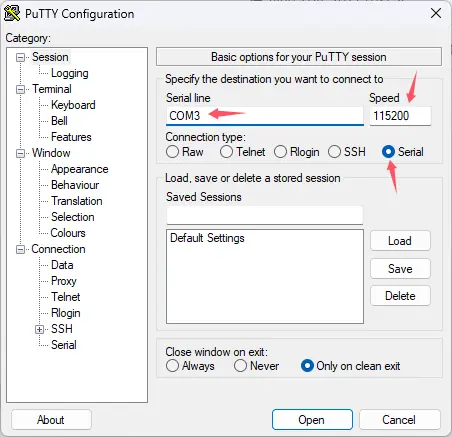 PuTTY Configuration
Category:
Session
Logging
Terminal
Keyboard
Bell
Features
Window
Appearance
Behaviour
Translation
Selection
Colours
Connection
Data
Proxy
Telnet
Rlogin
SSH
Serial
Basic options for your PuTTY session
Specify the destination you want to connect to
Serial line Speed
COM3 115200
Connection type:
Raw Telnet Rlogin SSH Serial
Load, save or delete a stored session
Saved Sessions
Default Settings
Load
Save
Delete
Close window on exit:
Always Never Only on clean exit
About Open Cancel